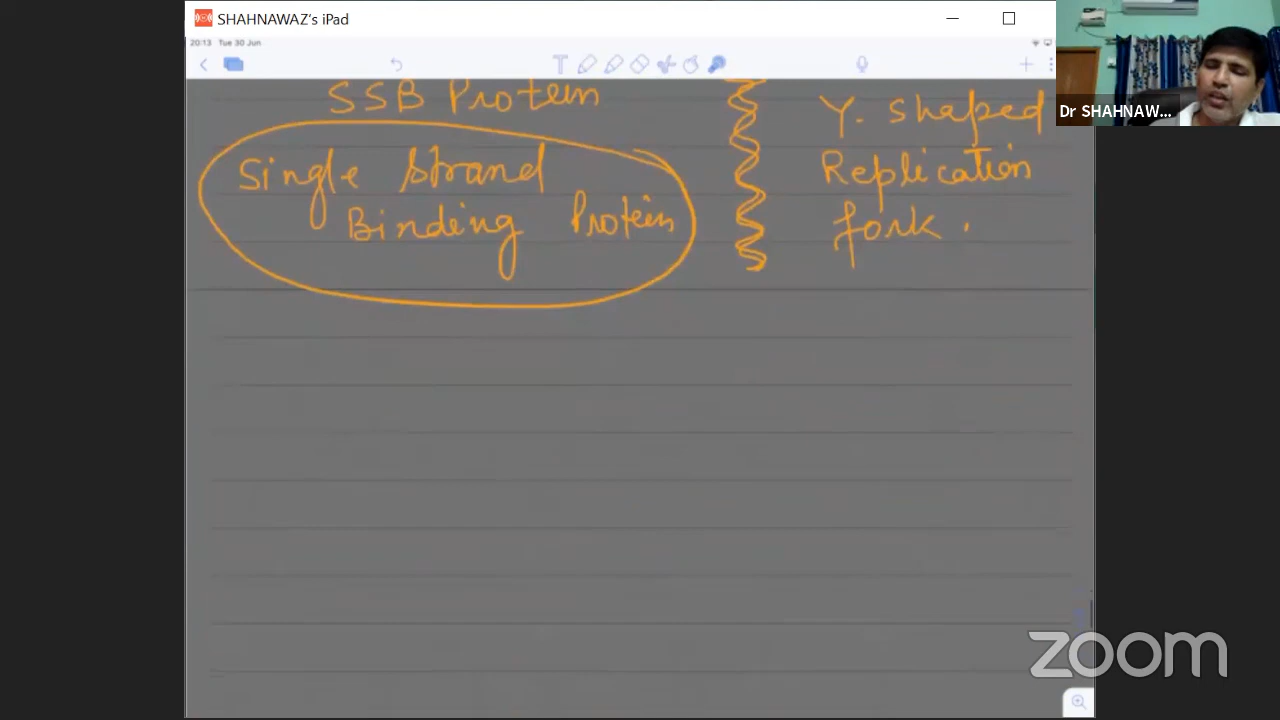 SHAHNAWAZ's iPad
20:13 Tue 30 Jun
SSB Protein
Single Strand
Binding Protein
Y. Shaped
Replication
fork.
Dr SHAHNAW...
zoom